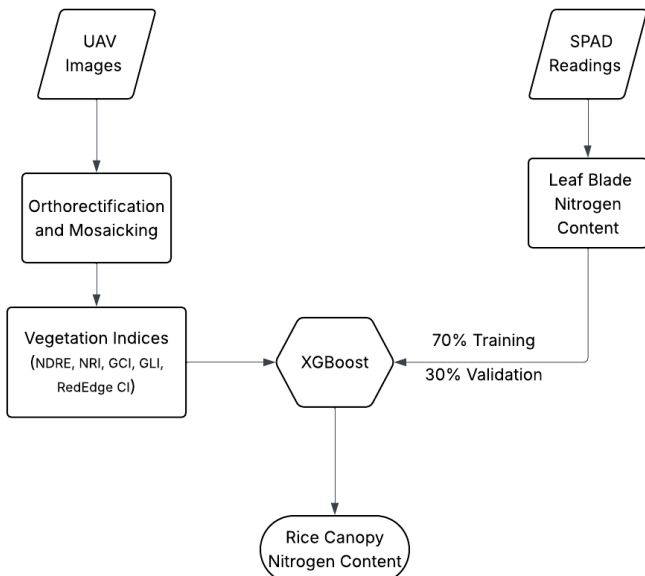 UAV
Images
SPAD
Readings
Orthorectification
and Mosaicking
Leaf Blade
Nitrogen
Content
Vegetation Indices
(NDRE, NRI, GCI, GLI,
RedEdge CI)
XGBoost
70% Training
30% Validation
Rice Canopy
Nitrogen Content